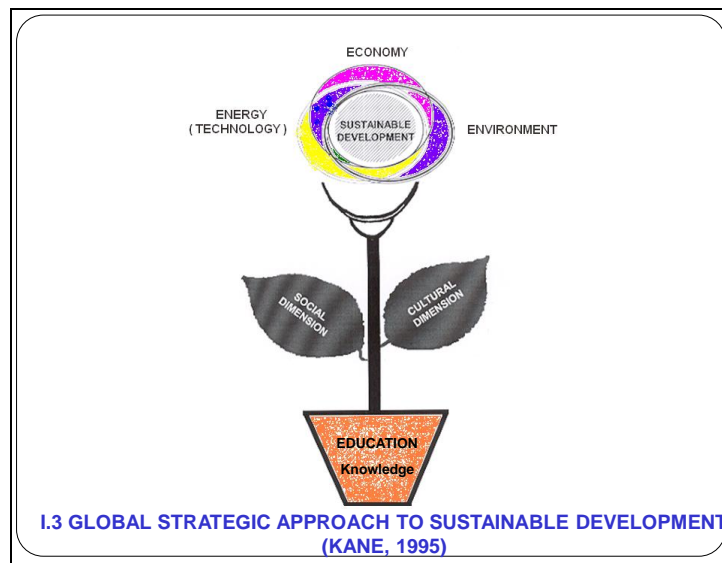 ECONOMY
ENERGY
( TECHNOLOGY )
SUSTAINABLE
DEVELOPMENT
ENVIRONMENT
SOCIAL
DIMENSION
CULTURAL
DIMENSION
EDUCATION
Knowledge
I.3 GLOBAL STRATEGIC APPROACH TO SUSTAINABLE DEVELOPMENT
(KANE, 1995)